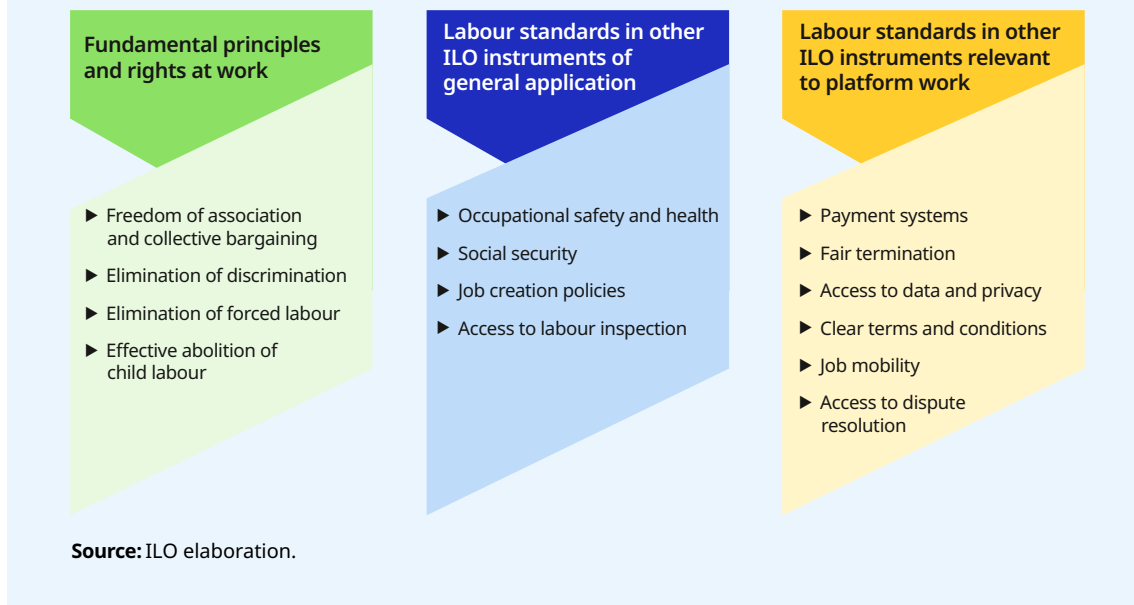 Fundamental principles
and rights at work
▶ Freedom of association
and collective bargaining
▶ Elimination of discrimination
▶ Elimination of forced labour
▶ Effective abolition of
child labour
Labour standards in other
ILO instruments of
general application
▶ Occupational safety and health
▶ Social security
▶ Job creation policies
▶ Access to labour inspection
Labour standards in other
ILO instruments relevant
to platform work
▶ Payment systems
▶ Fair termination
▶ Access to data and privacy
▶ Clear terms and conditions
▶ Job mobility
▶ Access to dispute
resolution
Source: ILO elaboration.